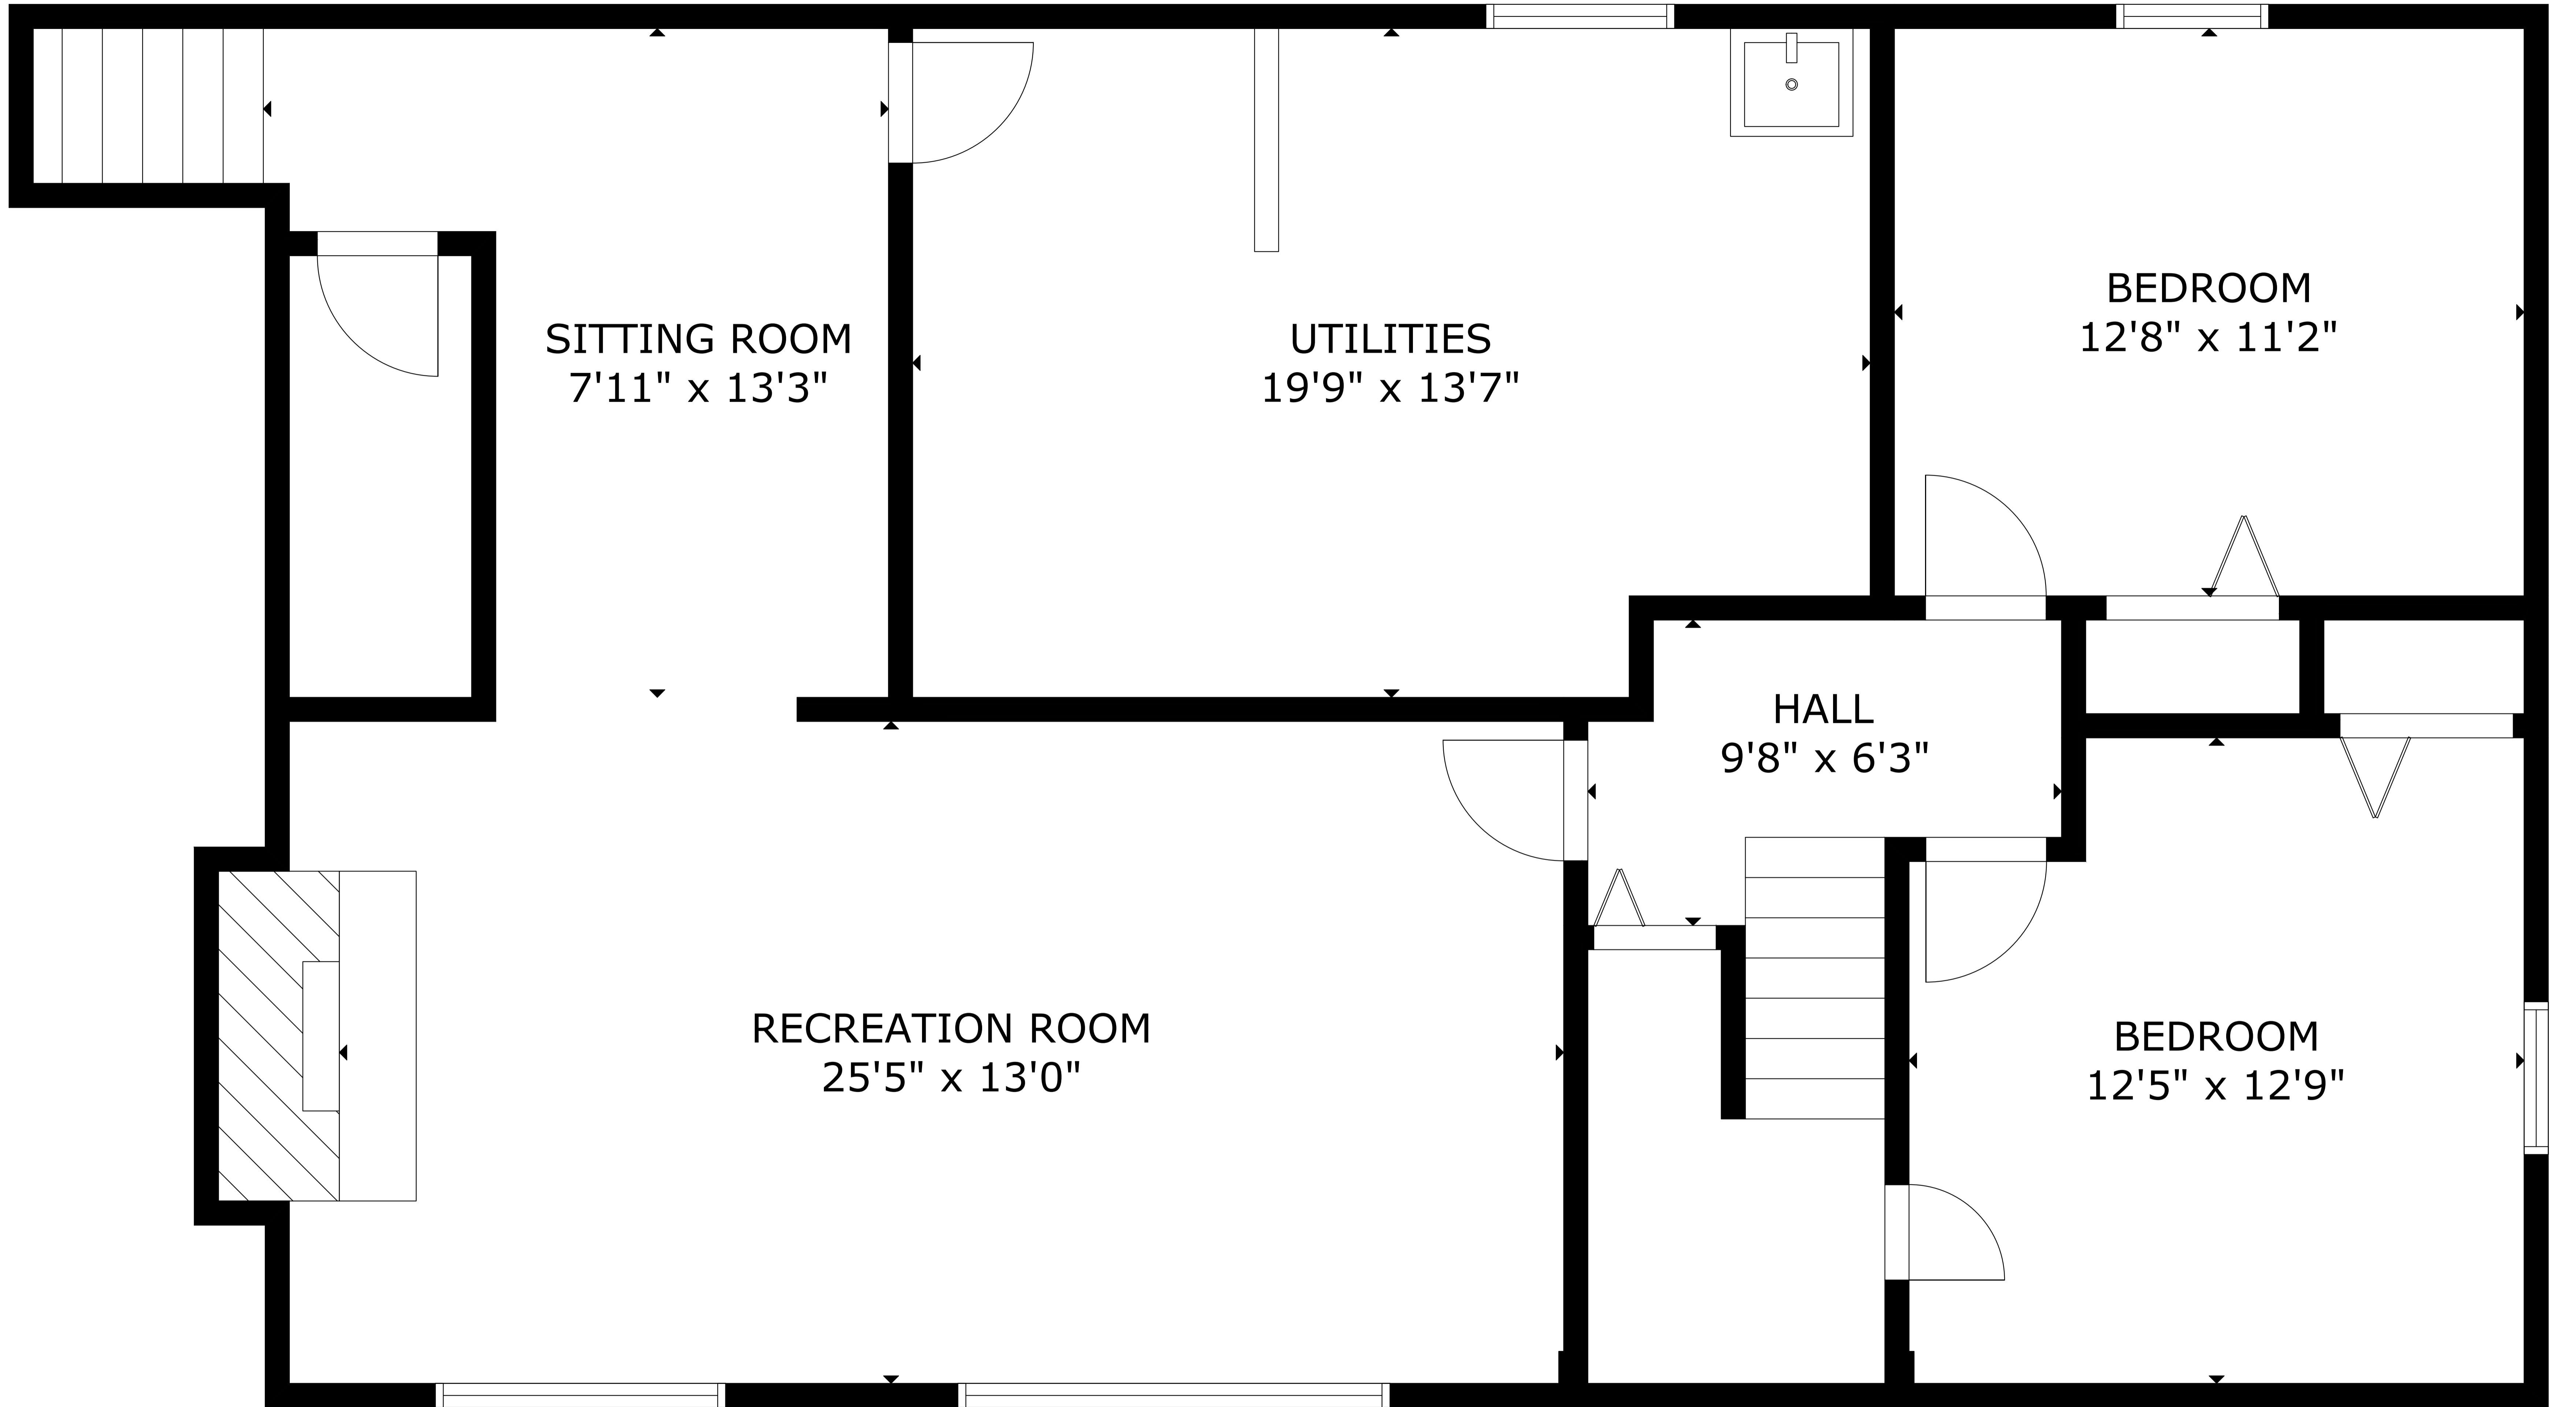 SITTING ROOM
7'11" x 13'3"
UTILITIES
19'9" x 13'7"
BEDROOM
12'8" x 11'2"
HALL
9'8" x 6'3"
RECREATION ROOM
25'5" x 13'0"
BEDROOM
12'5" x 12'9"